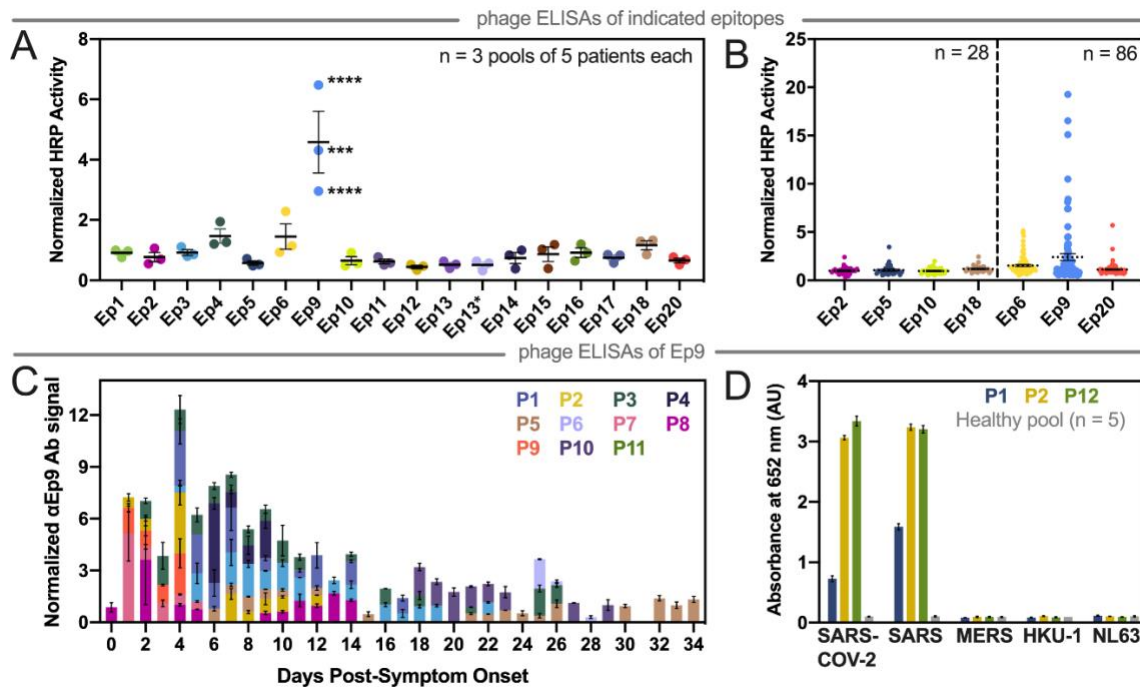 phage ELISAs of indicated epitopes
A
n = 3 pools of 5 patients each
Normalized HRP Activity
8
6
4
2
0
****
***
****
Ep1 Ep2 Ep3 Ep4 Ep5 Ep6 Ep9 Ep10 Ep11 Ep12 Ep13 Ep13* Ep14 Ep15 Ep16 Ep17 Ep18 Ep20
B
n = 28 n = 86
Normalized HRP Activity
25
20
15
10
5
0
Ep2 Ep5 Ep10 Ep18 Ep6 Ep9 Ep20
phage ELISAs of Ep9
C
P1 P2 P3 P4
P5 P6 P7 P8
P9 P10 P11
Normalized αEp9 Ab signal
12
9
6
3
0
0 2 4 6 8 10 12 14 16 18 20 22 24 26 28 30 32 34
Days Post-Symptom Onset
D
P1 P2 P12
Healthy pool (n = 5)
Absorbance at 652 nm (AU)
4
3
2
1
0
SARS-COV-2 SARS MERS HKU-1 NL63